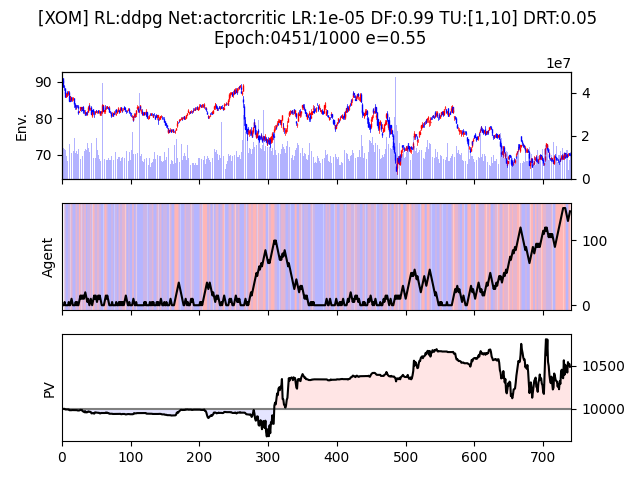 [XOM] RL:ddpg Net:actorcritic LR:1e-05 DF:0.99 TU:[1,10] DRT:0.05
Epoch:0451/1000 e=0.55
1e7
90
80
70
Env.
4
2
0
Agent
100
0
PV
10500
10000
0 100 200 300 400 500 600 700